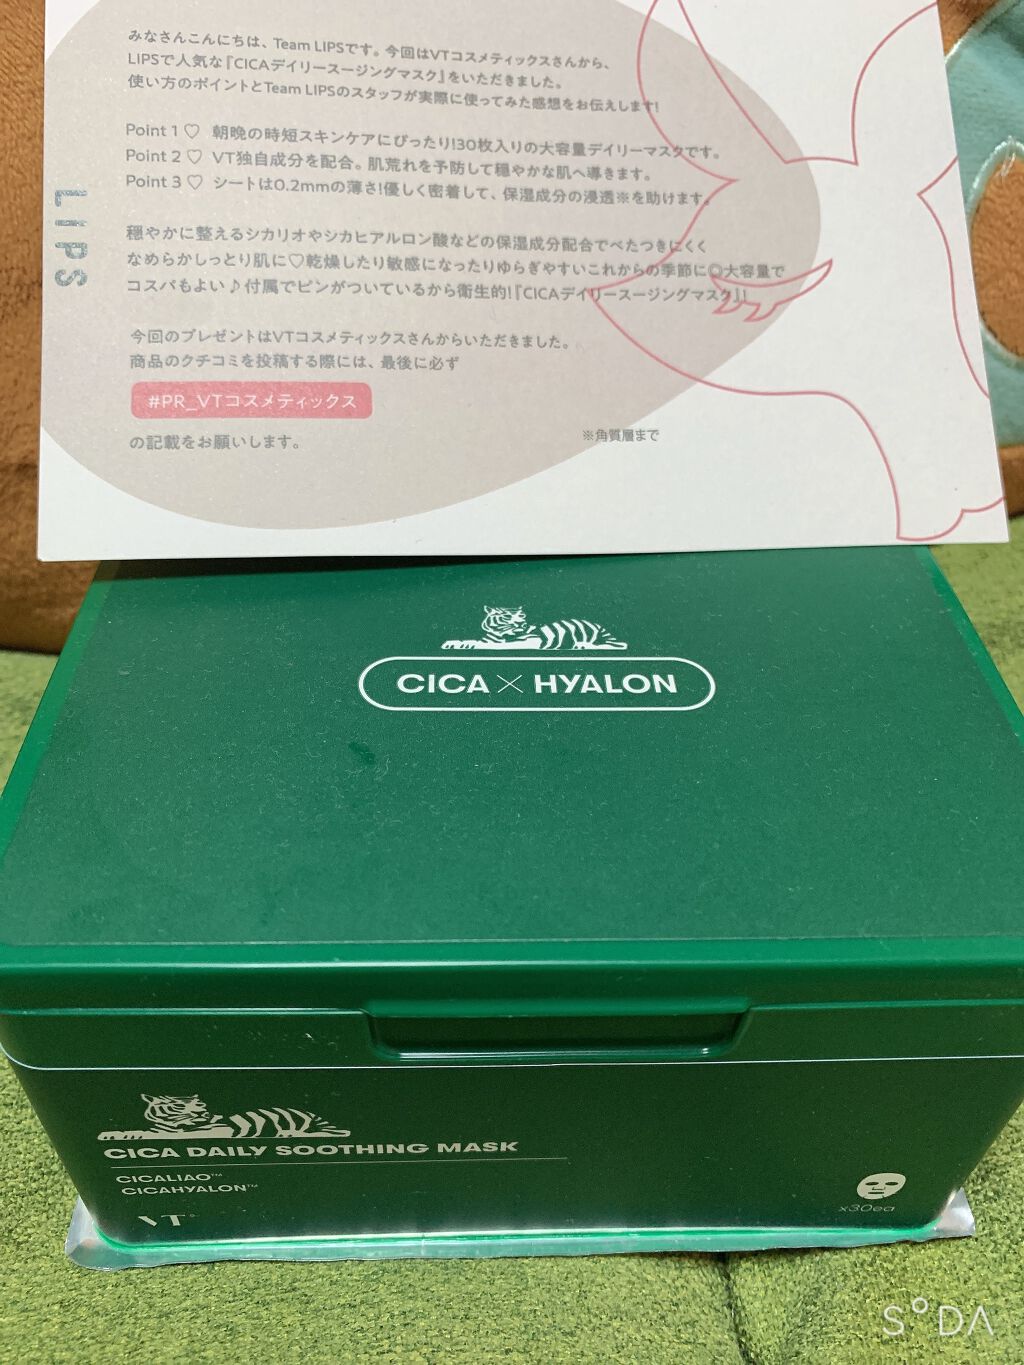 みなさんこんにちは、Team LIPSです。今回はVTコスメティックスさんから、
LIPSで人気な『CICAデイリースージングマスク』をいただきました。
使い方のポイントとTeam LIPSのスタッフが実際に使ってみた感想をお伝えします!
Point 1♡ 朝晩の時短スキンケアにぴったり!30枚入りの大容量デイリーマスクです。
Point 2♡ VT独自成分を配合。肌荒れを予防して穏やかな肌へ導きます。
Point 3♡ シートは0.2mmの薄さ!優しく密着して、保湿成分の浸透※を助けます。
LIPS
穏やかに整えるシカリオやシカヒアルロン酸などの保湿成分配合でべたつきにくく
なめらかしっとり肌に♡乾燥したり敏感になったりゆらぎやすいこれからの季節に◎大容量で
コスパもよい♪付属でピンがついているから衛生的!『CICAデイリースージングマスク』!
今回のプレゼントはVTコスメティックスさんからいただきました。
商品のクチコミを投稿する際には、最後に必ず
#PR_VTコスメティックス
の記載をお願いします。
※角質層まで
CICA×HYALON
CICA DAILY SOOTHING MASK
CICALIAO™
CICAHYALON™
VT
x30ea
SODA